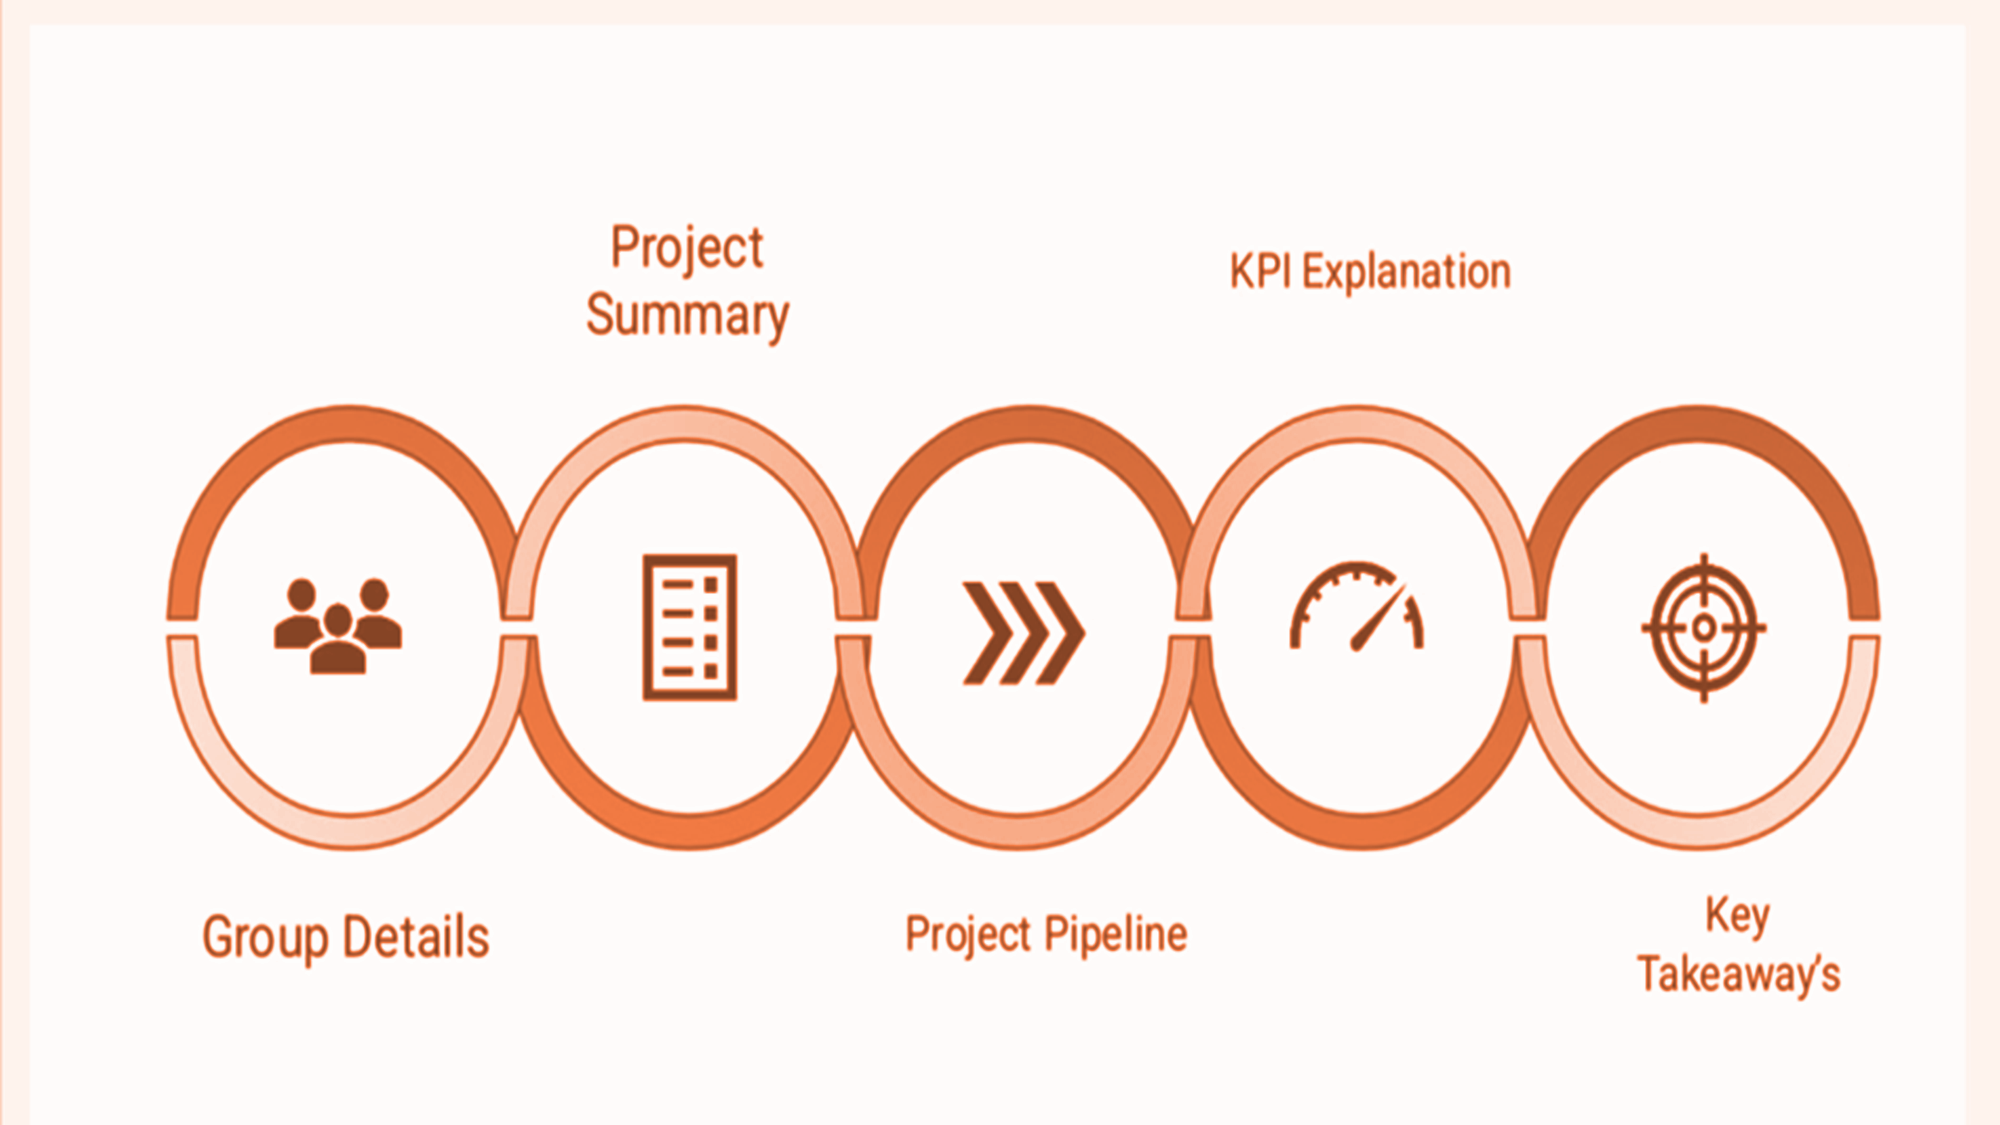 Project
Summary
KPI Explanation
Group Details
Project Pipeline
Key
Takeaway's